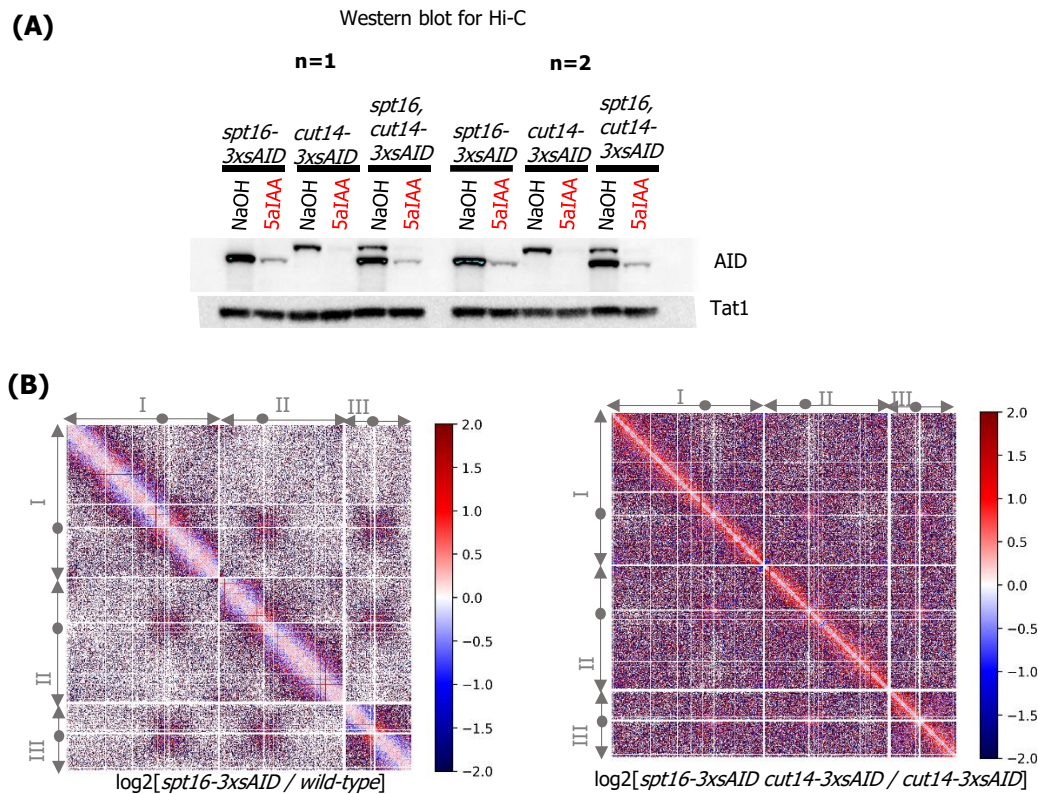 (A)
Western blot for Hi-C
n=1
n=2
spt16-
3xsAID
cut14-
3xsAID
spt16,
cut14-
3xsAID
spt16-
3xsAID
cut14-
3xsAID
spt16,
cut14-
3xsAID
NaOH
5aIAA
NaOH
5aIAA
NaOH
5aIAA
NaOH
5aIAA
NaOH
5aIAA
NaOH
5aIAA
AID
Tat1
(B)
I
II
III
I
II
III
2.0
1.5
1.0
0.5
0.0
−0.5
−1.0
−1.5
−2.0
log2[spt16-3xsAID / wild-type]
I
II
III
I
II
III
2.0
1.5
1.0
0.5
0.0
−0.5
−1.0
−1.5
−2.0
log2[spt16-3xsAID cut14-3xsAID / cut14-3xsAID]